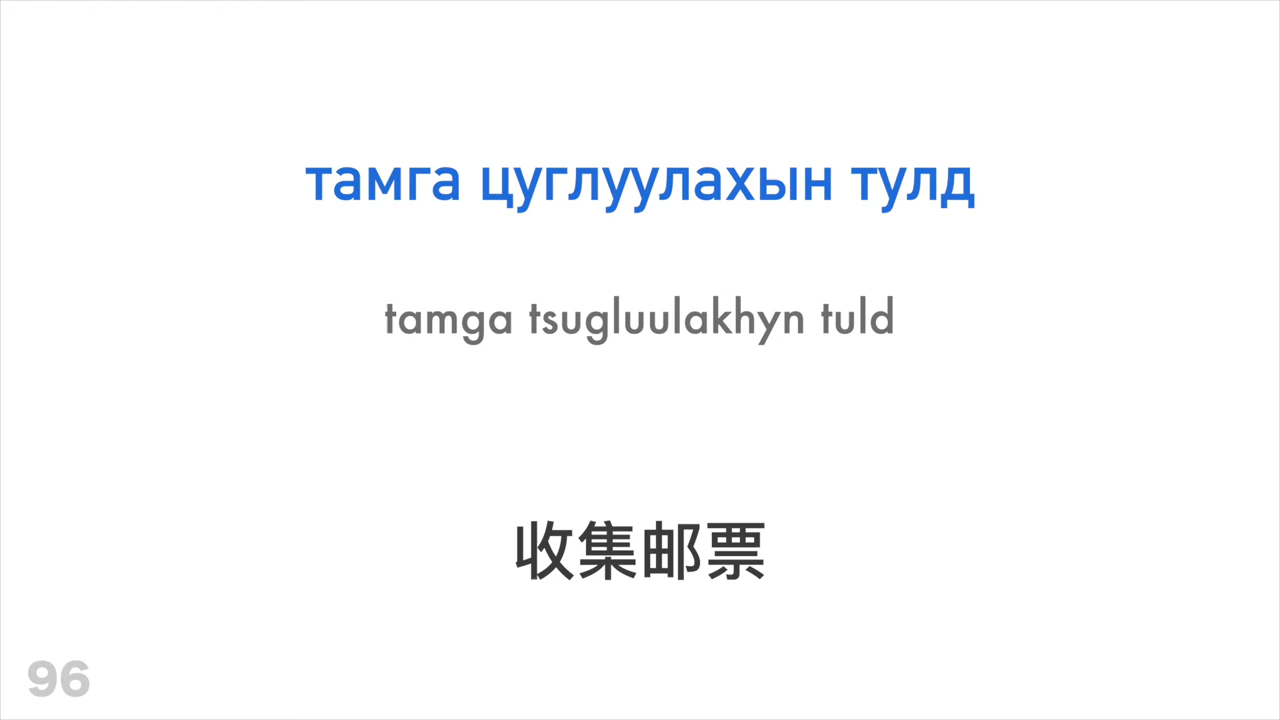 тамга цуглуулахын тулд
tamga tsugluulakhyn tuld
收集邮票
96